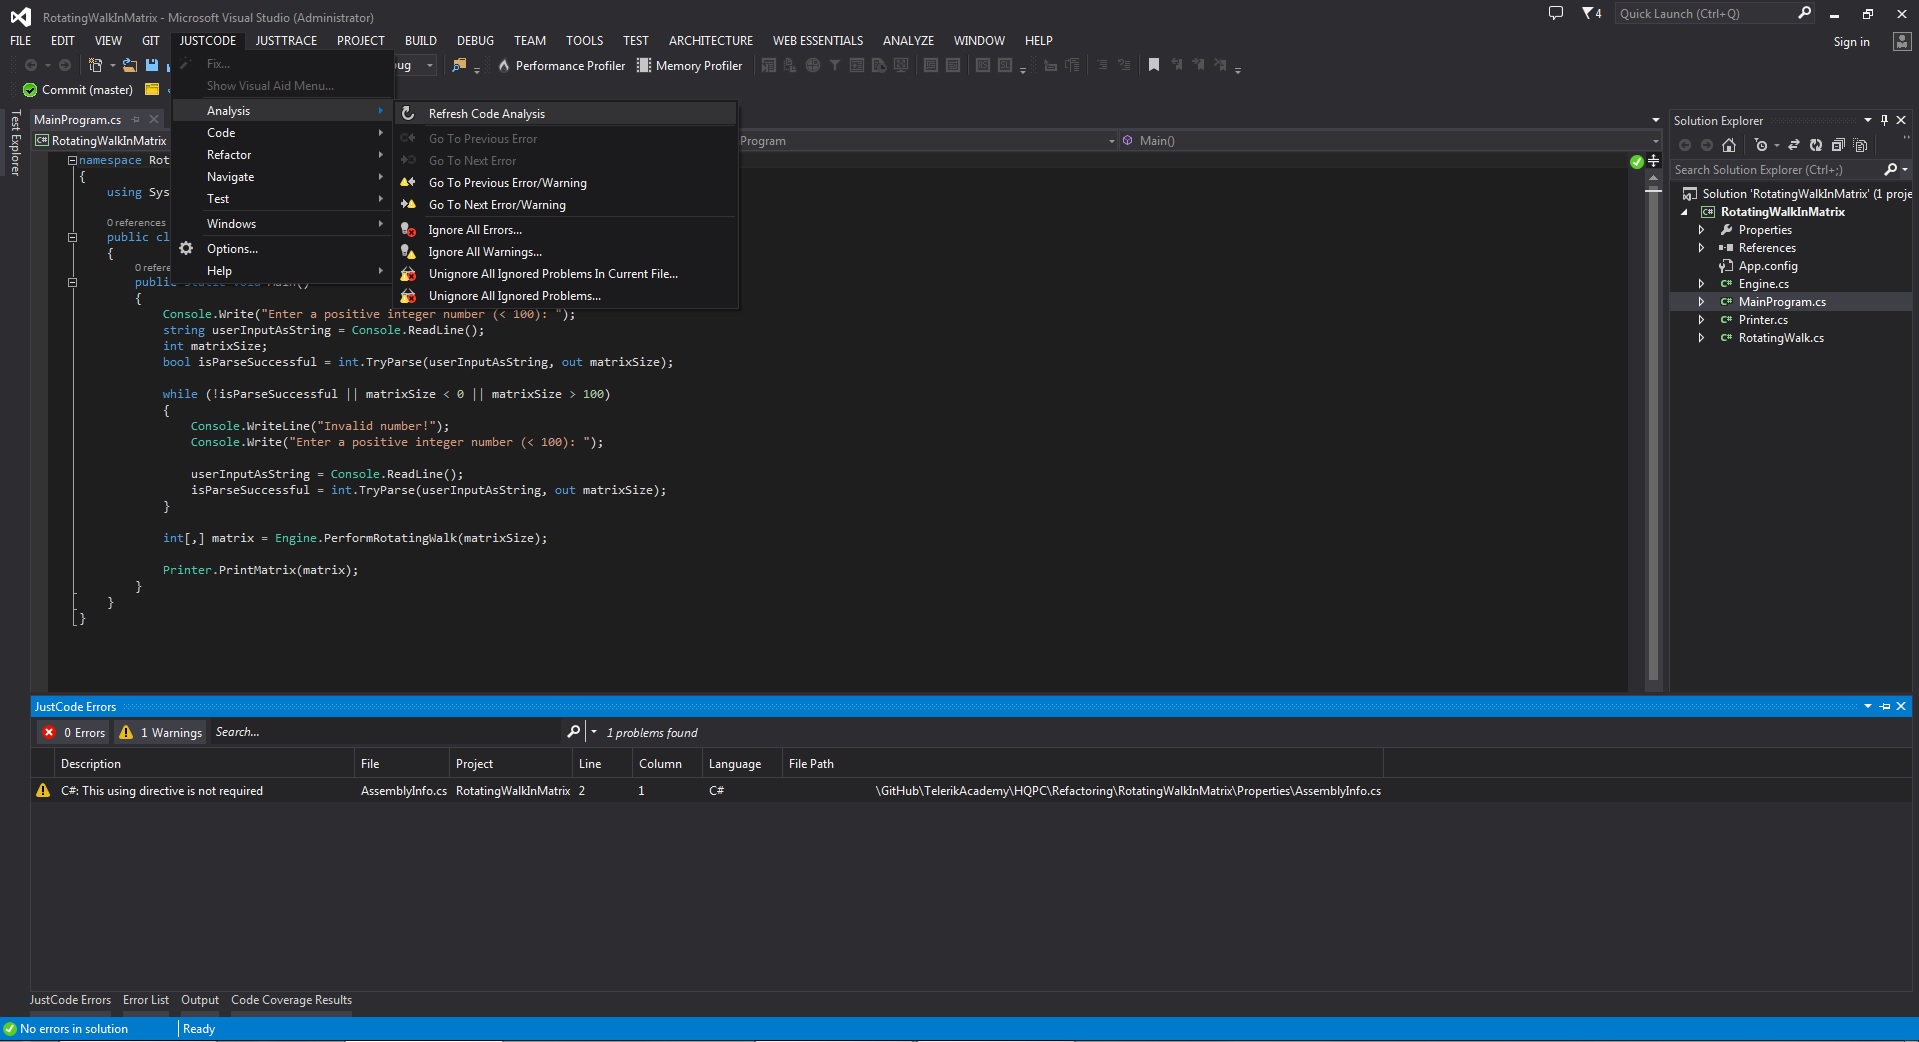 RotatingWalkInMatrix - Microsoft Visual Studio (Administrator)
4
Quick Launch (Ctrl+Q)
FILE EDIT VIEW GIT JUSTCODE JUSTTRACE PROJECT BUILD DEBUG TEAM TOOLS TEST ARCHITECTURE WEB ESSENTIALS ANALYZE WINDOW HELP
Sign in
ug
Performance Profiler
Memory Profiler
Commit (master)
Fix...
Show Visual Aid Menu...
Analysis
Code
Refactor
Navigate
Test
Windows
Options...
Help
Refresh Code Analysis
Go To Previous Error
Go To Next Error
Go To Previous Error/Warning
Go To Next Error/Warning
Ignore All Errors...
Ignore All Warnings...
Unignore All Ignored Problems In Current File...
Unignore All Ignored Problems...
Test Explorer
MainProgram.cs
RotatingWalkInMatrix
Program
Main()
namespace Rot
{
using Sys
0 references
public cl
{
0 refere
public static void Main()
{
Console.Write("Enter a positive integer number (< 100): ");
string userInputAsString = Console.ReadLine();
int matrixSize;
bool isParseSuccessful = int.TryParse(userInputAsString, out matrixSize);
while (!isParseSuccessful || matrixSize < 0 || matrixSize > 100)
{
Console.WriteLine("Invalid number!");
Console.Write("Enter a positive integer number (< 100): ");
userInputAsString = Console.ReadLine();
isParseSuccessful = int.TryParse(userInputAsString, out matrixSize);
}
int[,] matrix = Engine.PerformRotatingWalk(matrixSize);
Printer.PrintMatrix(matrix);
}
}
}
Solution Explorer
Search Solution Explorer (Ctrl+;)
Solution 'RotatingWalkInMatrix' (1 proje
RotatingWalkInMatrix
Properties
References
App.config
Engine.cs
MainProgram.cs
Printer.cs
RotatingWalk.cs
JustCode Errors
0 Errors 1 Warnings Search... 1 problems found
Description File Project Line Column Language File Path
C#: This using directive is not required AssemblyInfo.cs RotatingWalkInMatrix 2 1 C# \GitHub\TelerikAcademy\HQPC\Refactoring\RotatingWalkInMatrix\Properties\AssemblyInfo.cs
JustCode Errors Error List Output Code Coverage Results
No errors in solution Ready